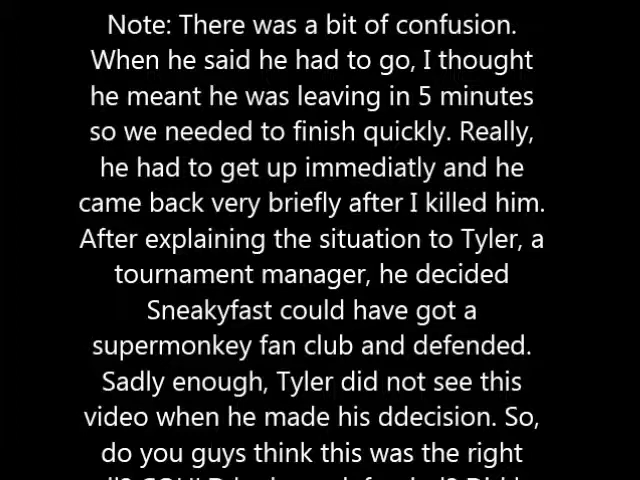 Note: There was a bit of confusion.
When he said he had to go, I thought
he meant he was leaving in 5 minutes
so we needed to finish quickly. Really,
he had to get up immediatly and he
came back very briefly after I killed him.
After explaining the situation to Tyler, a
tournament manager, he decided
Sneakyfast could have got a
supermonkey fan club and defended.
Sadly enough, Tyler did not see this
video when he made his ddecision. So,
do you guys think this was the right